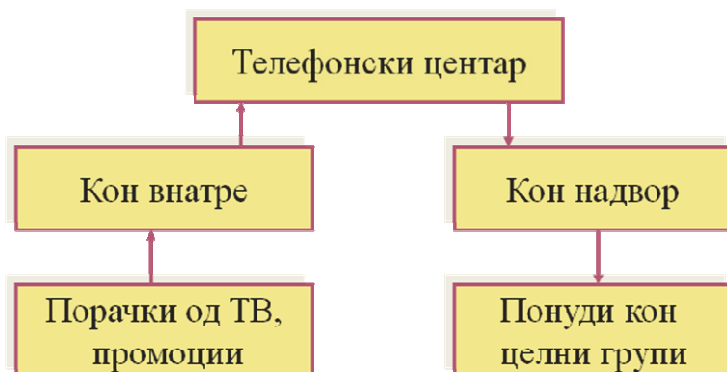 Телефонски центар
Кон внатре
Кон надвор
Порачки од ТВ,
промоции
Понуди кон
целни групи